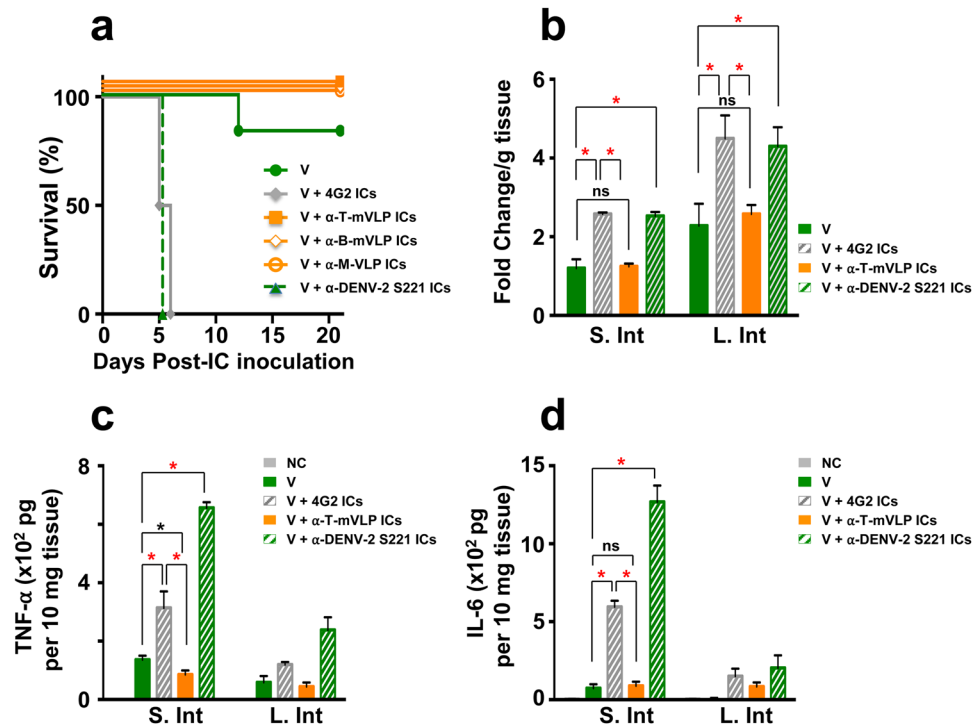 a
Survival (%)
100
50
0
0
5
10
15
20
Days Post-IC inoculation
V
V + 4G2 ICs
V + α-T-mVLP ICs
V + α-B-mVLP ICs
V + α-M-VLP ICs
V + α-DENV-2 S221 ICs
b
Fold Change/g tissue
6
4
2
0
*
*
*
ns
*
*
*
ns
S. Int
L. Int
V
V + 4G2 ICs
V + α-T-mVLP ICs
V + α-DENV-2 S221 ICs
c
TNF-α (x10² pg
per 10 mg tissue)
8
4
0
*
*
*
*
S. Int
L. Int
NC
V
V + 4G2 ICs
V + α-T-mVLP ICs
V + α-DENV-2 S221 ICs
d
IL-6 (x10² pg
per 10 mg tissue)
15
10
5
0
*
ns
*
*
S. Int
L. Int
NC
V
V + 4G2 ICs
V + α-T-mVLP ICs
V + α-DENV-2 S221 ICs